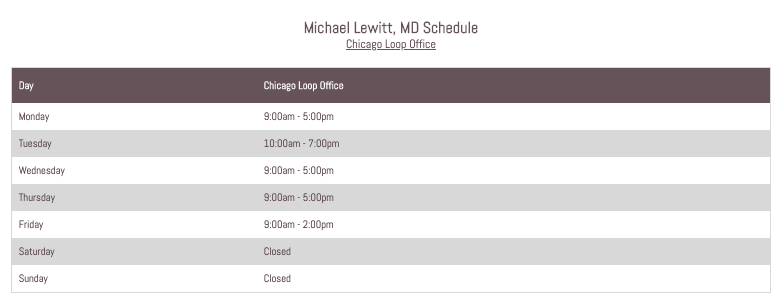 Michael Lewitt, MD Schedule
Chicago Loop Office
Day Chicago Loop Office
Monday 9:00am - 5:00pm
Tuesday 10:00am - 7:00pm
Wednesday 9:00am - 5:00pm
Thursday 9:00am - 5:00pm
Friday 9:00am - 2:00pm
Saturday Closed
Sunday Closed